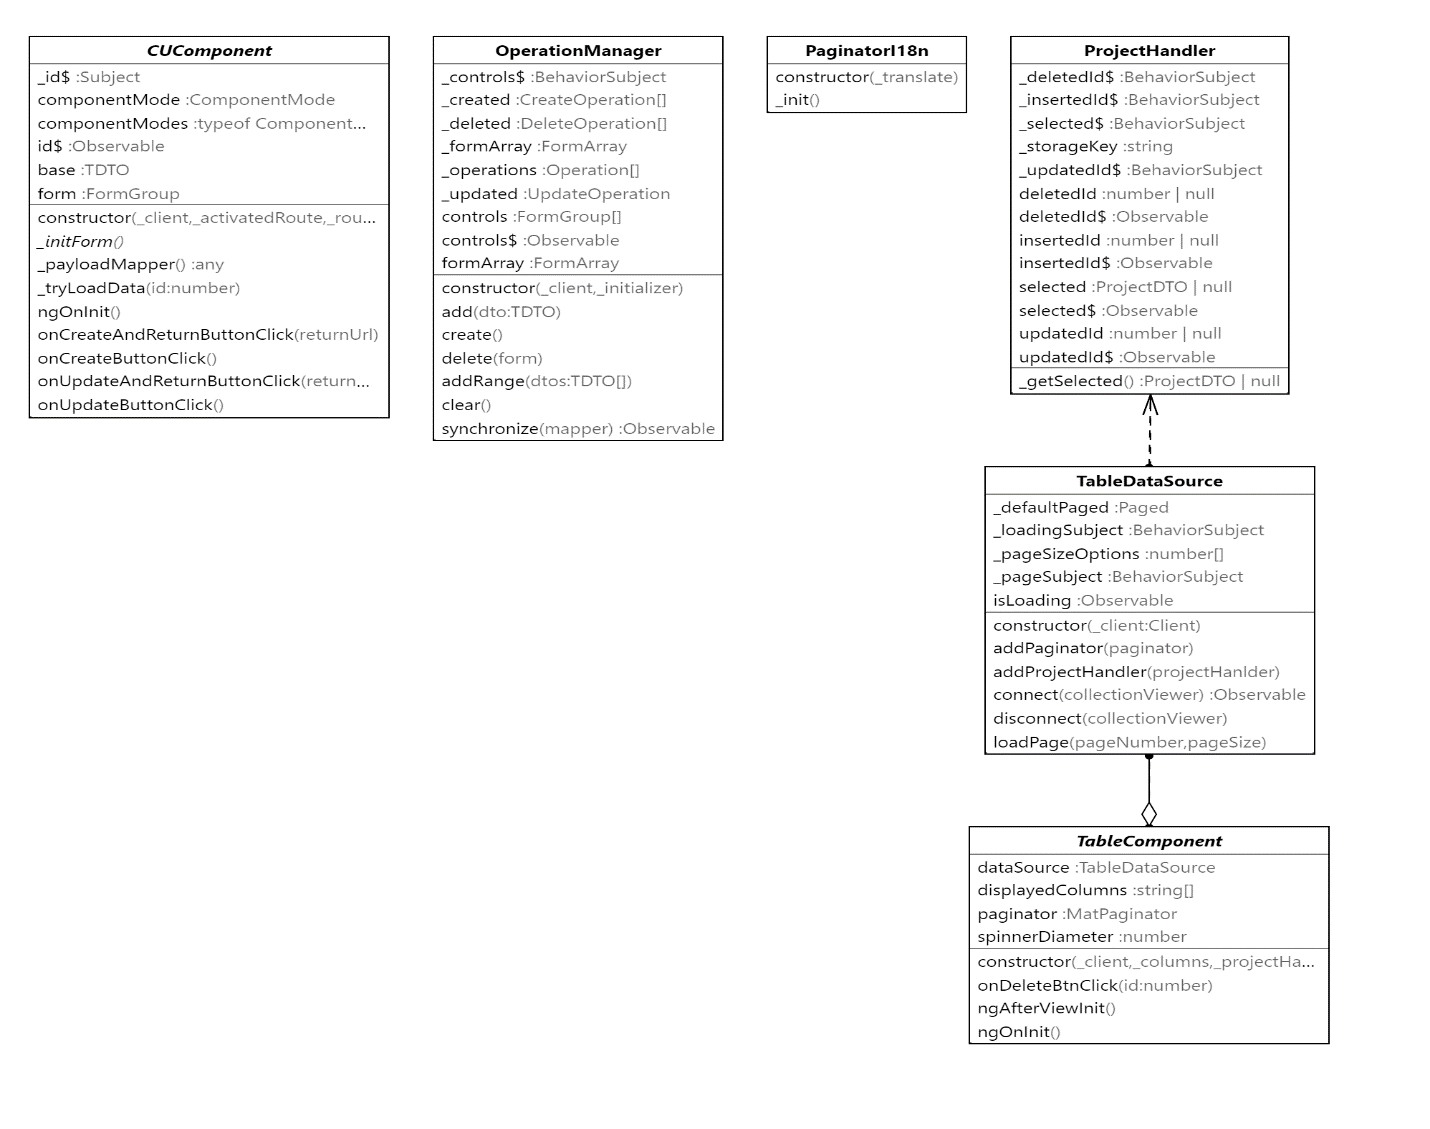 CUComponent
_id$ :Subject
componentMode :ComponentMode
componentModes :typeof Component...
id$ :Observable
base :TDTO
form :FormGroup
constructor(_client,_activatedRoute,_rou...
_initForm()
_payloadMapper() :any
_tryLoadData(id:number)
ngOnInit()
onCreateAndReturnButtonClick(returnUrl)
onCreateButtonClick()
onUpdateAndReturnButtonClick(return...
onUpdateButtonClick()
OperationManager
_controls$ :BehaviorSubject
_created :CreateOperation[]
_deleted :DeleteOperation[]
_formArray :FormArray
_operations :Operation[]
_updated :UpdateOperation
controls :FormGroup[]
controls$ :Observable
formArray :FormArray
constructor(_client,_initializer)
add(dto:TDTO)
create()
delete(form)
addRange(dtos:TDTO[])
clear()
synchronize(mapper) :Observable
PaginatorI18n
constructor(_translate)
_init()
ProjectHandler
_deletedId$ :BehaviorSubject
_insertedId$ :BehaviorSubject
_selected$ :BehaviorSubject
_storageKey :string
_updatedId$ :BehaviorSubject
deletedId :number | null
deletedId$ :Observable
insertedId :number | null
insertedId$ :Observable
selected :ProjectDTO | null
selected$ :Observable
updatedId :number | null
updatedId$ :Observable
_getSelected() :ProjectDTO | null
TableDataSource
_defaultPaged :Paged
_loadingSubject :BehaviorSubject
_pageSizeOptions :number[]
_pageSubject :BehaviorSubject
isLoading :Observable
constructor(_client:Client)
addPaginator(paginator)
addProjectHandler(projectHanlder)
connect(collectionViewer) :Observable
disconnect(collectionViewer)
loadPage(pageNumber,pageSize)
TableComponent
dataSource :TableDataSource
displayedColumns :string[]
paginator :MatPaginator
spinnerDiameter :number
constructor(_client,_columns,_projectHa...
onDeleteBtnClick(id:number)
ngAfterViewInit()
ngOnInit()